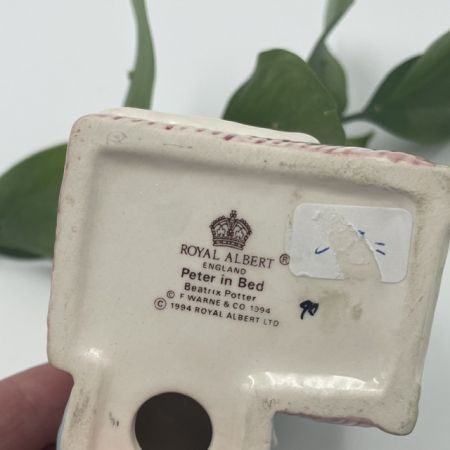 ROYAL ALBERT ®
ENGLAND
Peter in Bed
Beatrix Potter
© F WARNE & CO 1994
© 1994 ROYAL ALBERT LTD